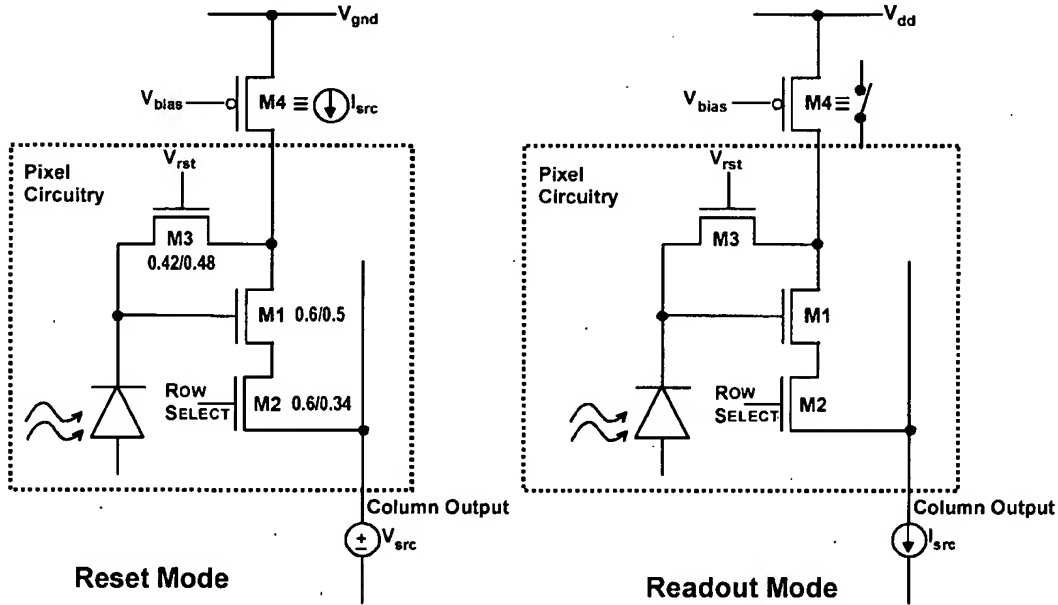 Vgnd
Vbias
M4 ≡ Isrc
Pixel
Circuitry
Vrst
M3
0.42/0.48
M1 0.6/0.5
ROW
SELECT
M2 0.6/0.34
Column Output
Vsrc
Reset Mode
Vdd
Vbias
M4 ≡
Pixel
Circuitry
Vrst
M3
M1
ROW
SELECT
M2
Column Output
Isrc
Readout Mode